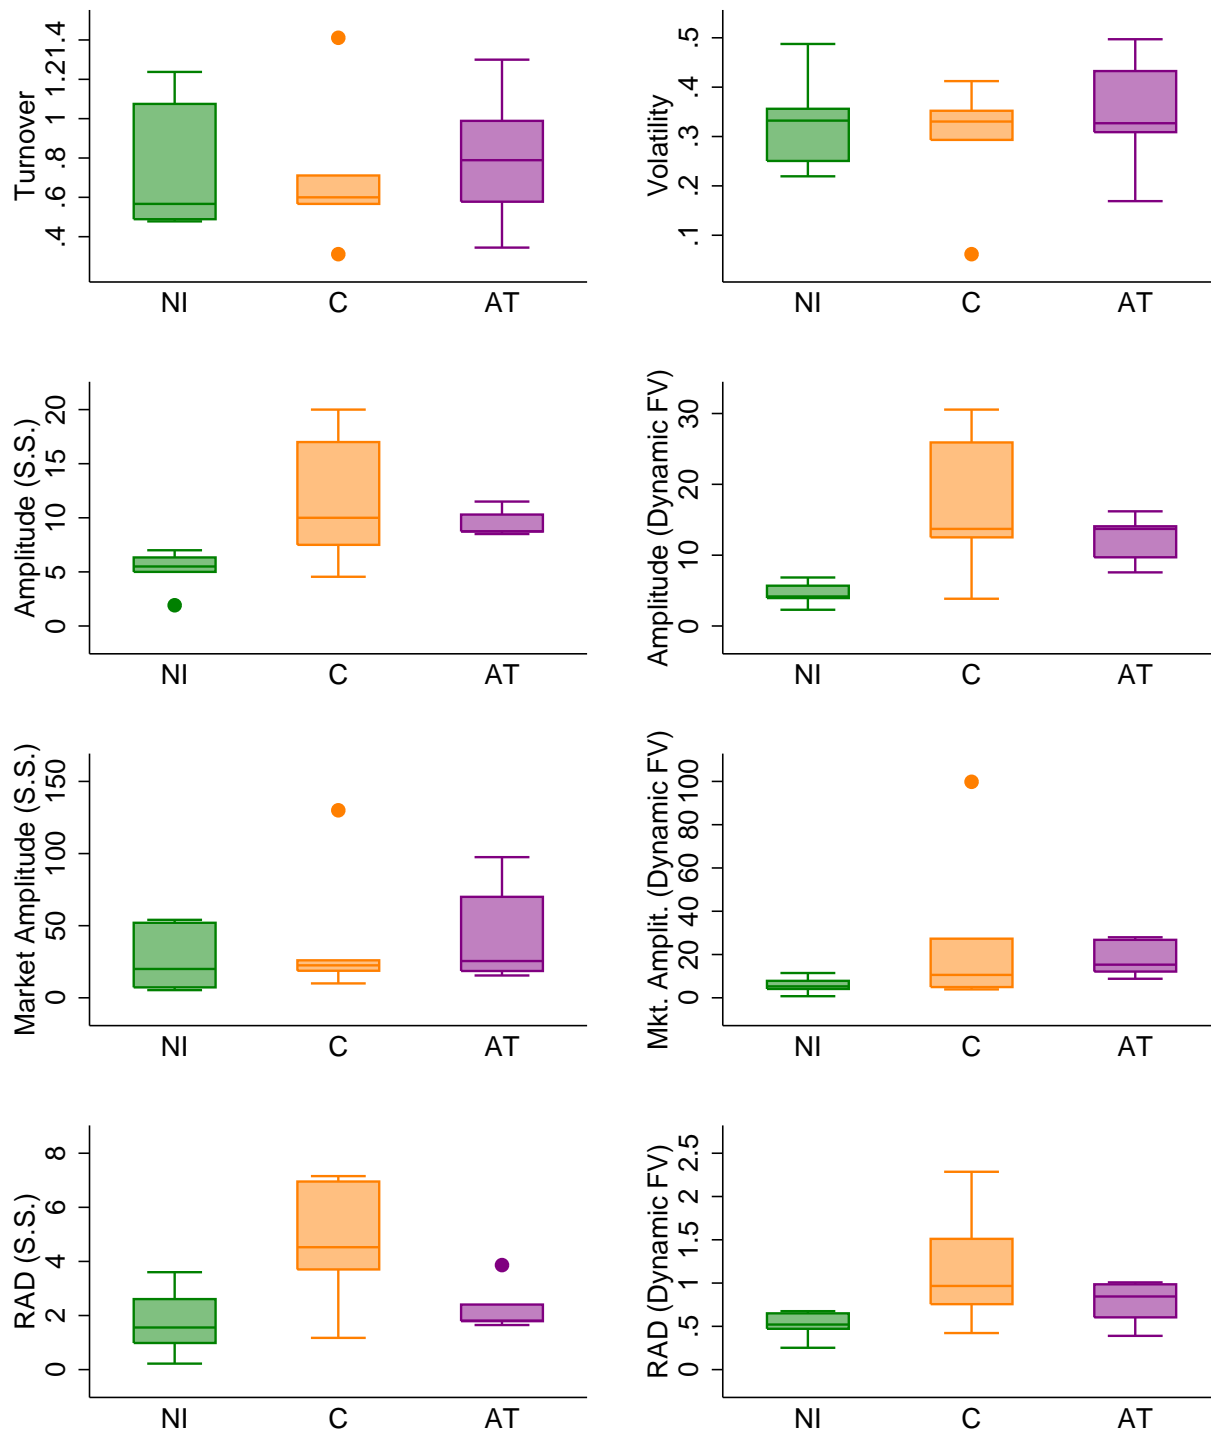 Turnover
.4 .6 .8 1 1.2 1.4
NI C AT
Volatility
.1 .2 .3 .4 .5
NI C AT
Amplitude (S.S.)
0 5 10 15 20
NI C AT
Amplitude (Dynamic FV)
0 10 20 30
NI C AT
Market Amplitude (S.S.)
0 50 100 150
NI C AT
Mkt. Amplit. (Dynamic FV)
0 20 40 60 80 100
NI C AT
RAD (S.S.)
0 2 4 6 8
NI C AT
RAD (Dynamic FV)
0 .5 1 1.5 2 2.5
NI C AT